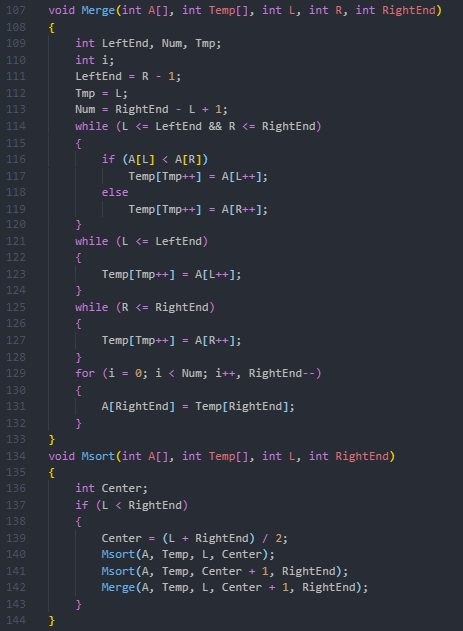 107 void Merge(int A[], int Temp[], int L, int R, int RightEnd)
108 {
109     int LeftEnd, Num, Tmp;
110     int i;
111     LeftEnd = R - 1;
112     Tmp = L;
113     Num = RightEnd - L + 1;
114     while (L <= LeftEnd && R <= RightEnd)
115     {
116         if (A[L] < A[R])
117             Temp[Tmp++] = A[L++];
118         else
119             Temp[Tmp++] = A[R++];
120     }
121     while (L <= LeftEnd)
122     {
123         Temp[Tmp++] = A[L++];
124     }
125     while (R <= RightEnd)
126     {
127         Temp[Tmp++] = A[R++];
128     }
129     for (i = 0; i < Num; i++, RightEnd--)
130     {
131         A[RightEnd] = Temp[RightEnd];
132     }
133 }
134 void Msort(int A[], int Temp[], int L, int RightEnd)
135 {
136     int Center;
137     if (L < RightEnd)
138     {
139         Center = (L + RightEnd) / 2;
140         Msort(A, Temp, L, Center);
141         Msort(A, Temp, Center + 1, RightEnd);
142         Merge(A, Temp, L, Center + 1, RightEnd);
143     }
144 }